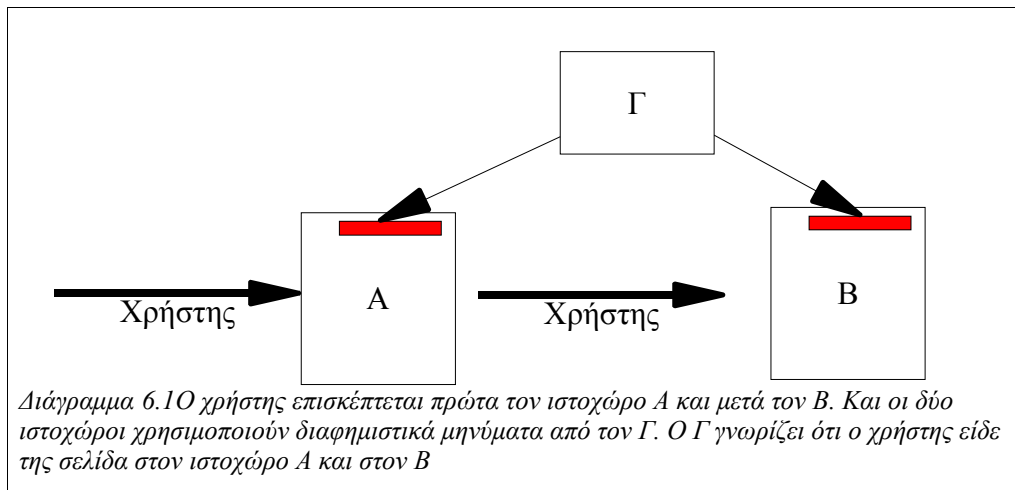 Γ
Α
Β
Χρήστης
Χρήστης
Διάγραμμα 6.1Ο χρήστης επισκέπτεται πρώτα τον ιστοχώρο Α και μετά τον Β. Και οι δύο
ιστοχώροι χρησιμοποιούν διαφημιστικά μηνύματα από τον Γ. Ο Γ γνωρίζει ότι ο χρήστης είδε
της σελίδα στον ιστοχώρο Α και στον Β